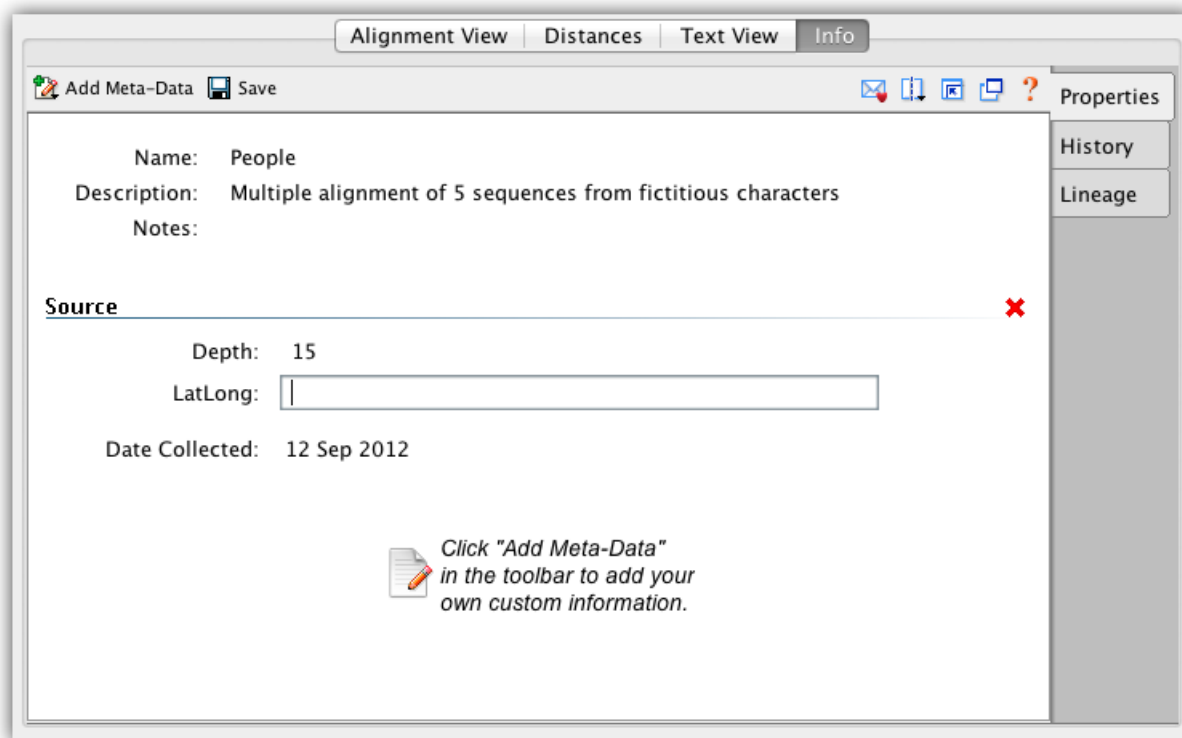 Alignment View Distances Text View Info
Add Meta-Data Save ?
Properties
History
Lineage
Name: People
Description: Multiple alignment of 5 sequences from fictitious characters
Notes:
Source
Depth: 15
LatLong:
Date Collected: 12 Sep 2012
Click "Add Meta-Data"
in the toolbar to add your
own custom information.